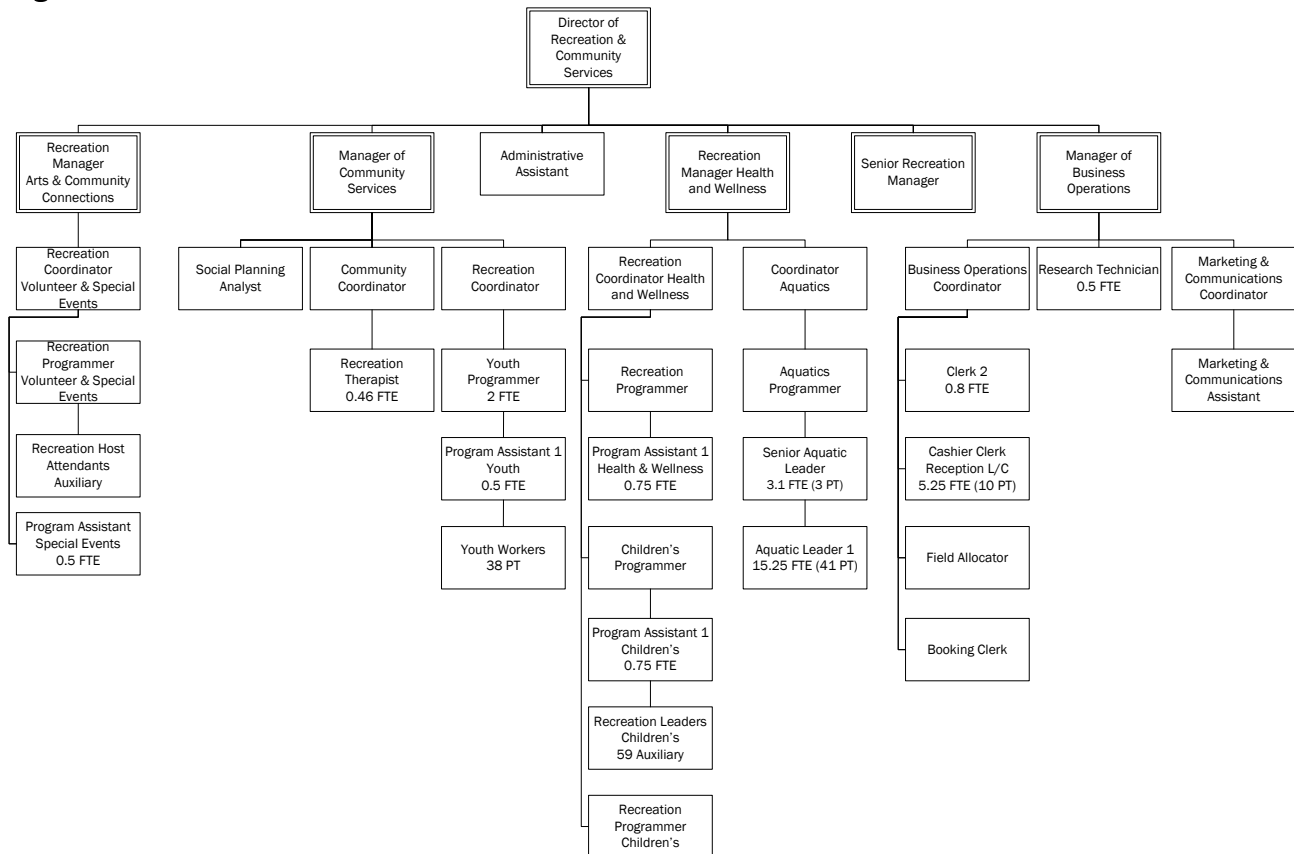 Director of
Recreation &
Community
Services
Recreation
Manager
Arts & Community
Connections
Manager of
Community
Services
Administrative
Assistant
Recreation
Manager Health
and Wellness
Senior Recreation
Manager
Manager of
Business
Operations
Recreation
Coordinator
Volunteer & Special
Events
Social Planning
Analyst
Community
Coordinator
Recreation
Coordinator
Recreation
Coordinator Health
and Wellness
Coordinator
Aquatics
Business Operations
Coordinator
Research Technician
0.5 FTE
Marketing &
Communications
Coordinator
Recreation
Programmer
Volunteer & Special
Events
Recreation
Therapist
0.46 FTE
Youth
Programmer
2 FTE
Recreation
Programmer
Aquatics
Programmer
Clerk 2
0.8 FTE
Marketing &
Communications
Assistant
Recreation Host
Attendants
Auxiliary
Program Assistant 1
Youth
0.5 FTE
Program Assistant 1
Health & Wellness
0.75 FTE
Senior Aquatic
Leader
3.1 FTE (3 PT)
Cashier Clerk
Reception L/C
5.25 FTE (10 PT)
Program Assistant
Special Events
0.5 FTE
Youth Workers
38 PT
Children's
Programmer
Aquatic Leader 1
15.25 FTE (41 PT)
Field Allocator
Program Assistant 1
Children's
0.75 FTE
Booking Clerk
Recreation Leaders
Children's
59 Auxiliary
Recreation
Programmer
Children's